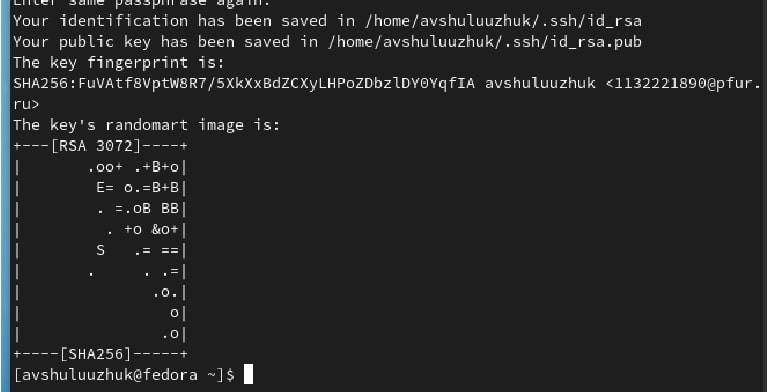 Enter same passphrase again:
Your identification has been saved in /home/avshuluuzhuk/.ssh/id_rsa
Your public key has been saved in /home/avshuluuzhuk/.ssh/id_rsa.pub
The key fingerprint is:
SHA256:FuVAtf8VptW8R7/5XkXxBdZCXyLHPoZDbzlDY0YqfIA avshuluuzhuk <1132221890@pfur.
ru>
The key's randomart image is:
+---[RSA 3072]----+
|        .oo+ .+B+o|
|         E= o.=B+B|
|         . =.oB BB|
|          . +o &o+|
|         S   .= ==|
|        .     . .=|
|               .o.|
|                 o|
|                .o|
+----[SHA256]-----+
[avshuluuzhuk@fedora ~]$